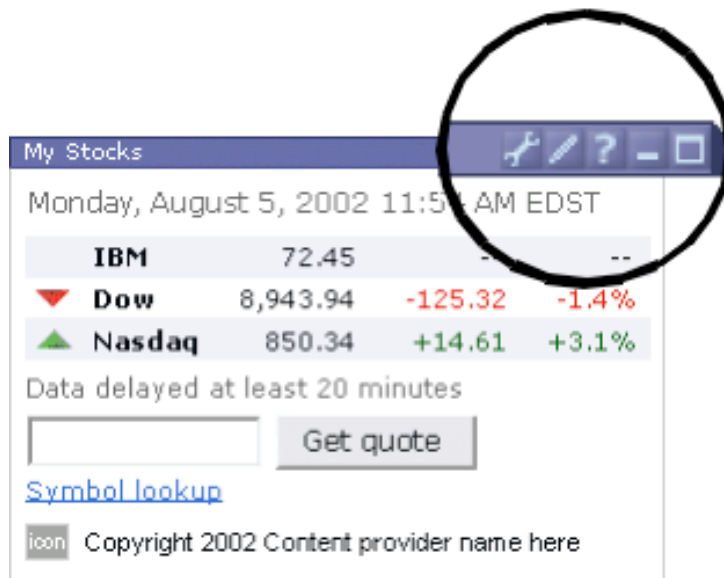 My Stocks ?
Monday, August 5, 2002 11:54 AM EDST
IBM 72.45 -- --
Dow 8,943.94 -125.32 -1.4%
Nasdaq 850.34 +14.61 +3.1%
Data delayed at least 20 minutes
Get quote
Symbol lookup
icon Copyright 2002 Content provider name here